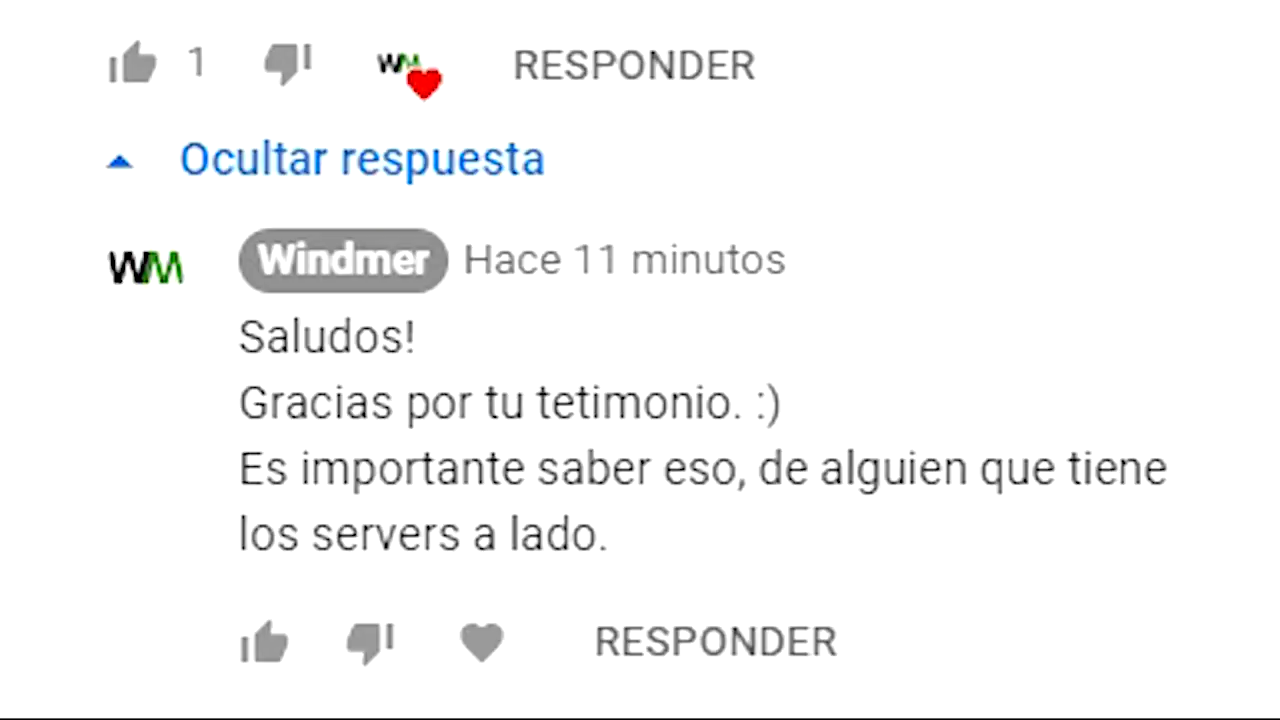 1 WM RESPONDER
Ocultar respuesta
WM Windmer Hace 11 minutos
Saludos!
Gracias por tu tetimonio. :)
Es importante saber eso, de alguien que tiene
los servers a lado.
RESPONDER